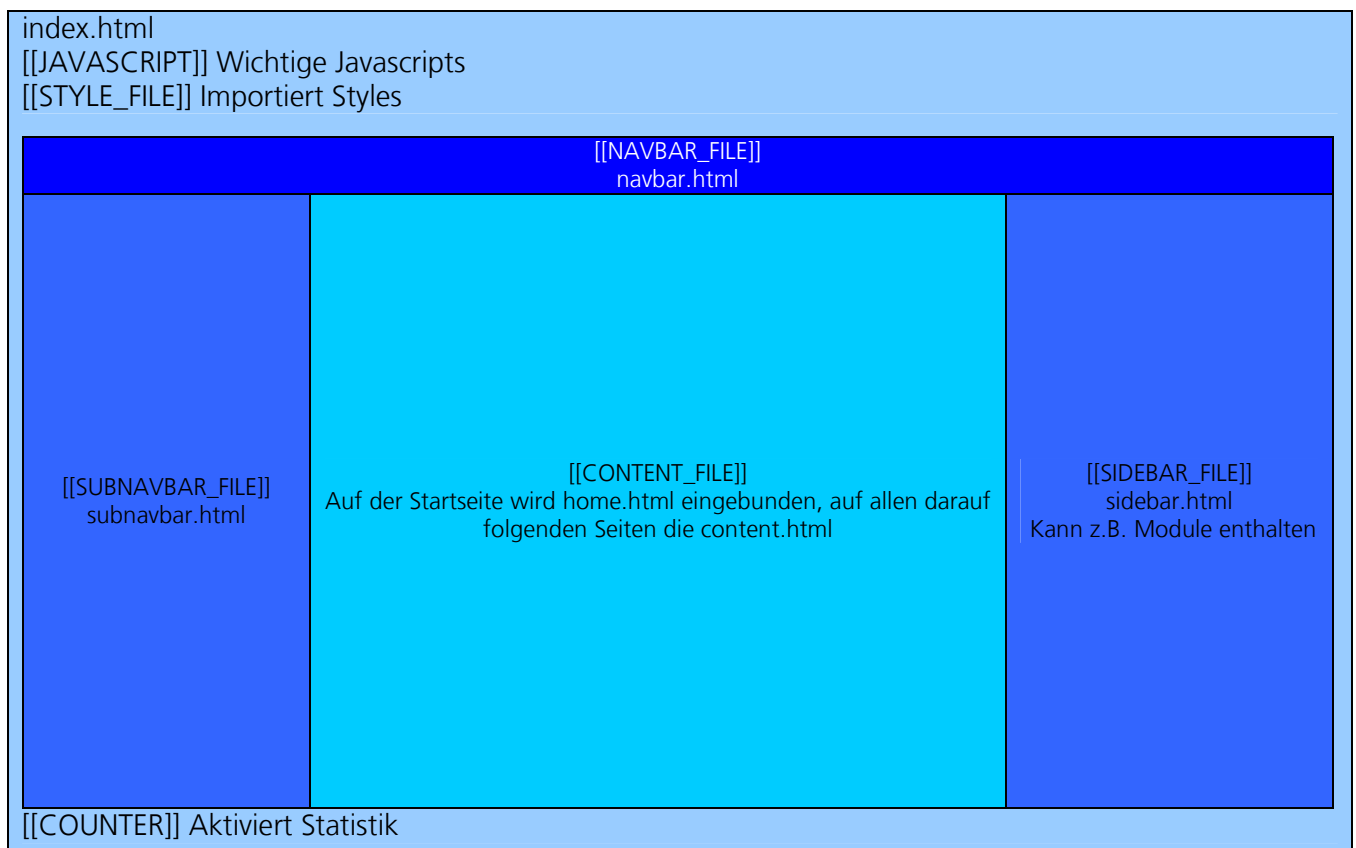 index.html
[[JAVASCRIPT]] Wichtige Javascripts
[[STYLE_FILE]] Importiert Styles
[[NAVBAR_FILE]]
navbar.html
[[SUBNAVBAR_FILE]]
subnavbar.html
[[CONTENT_FILE]]
Auf der Startseite wird home.html eingebunden, auf allen darauf
folgenden Seiten die content.html
[[SIDEBAR_FILE]]
sidebar.html
Kann z.B. Module enthalten
[[COUNTER]] Aktiviert Statistik